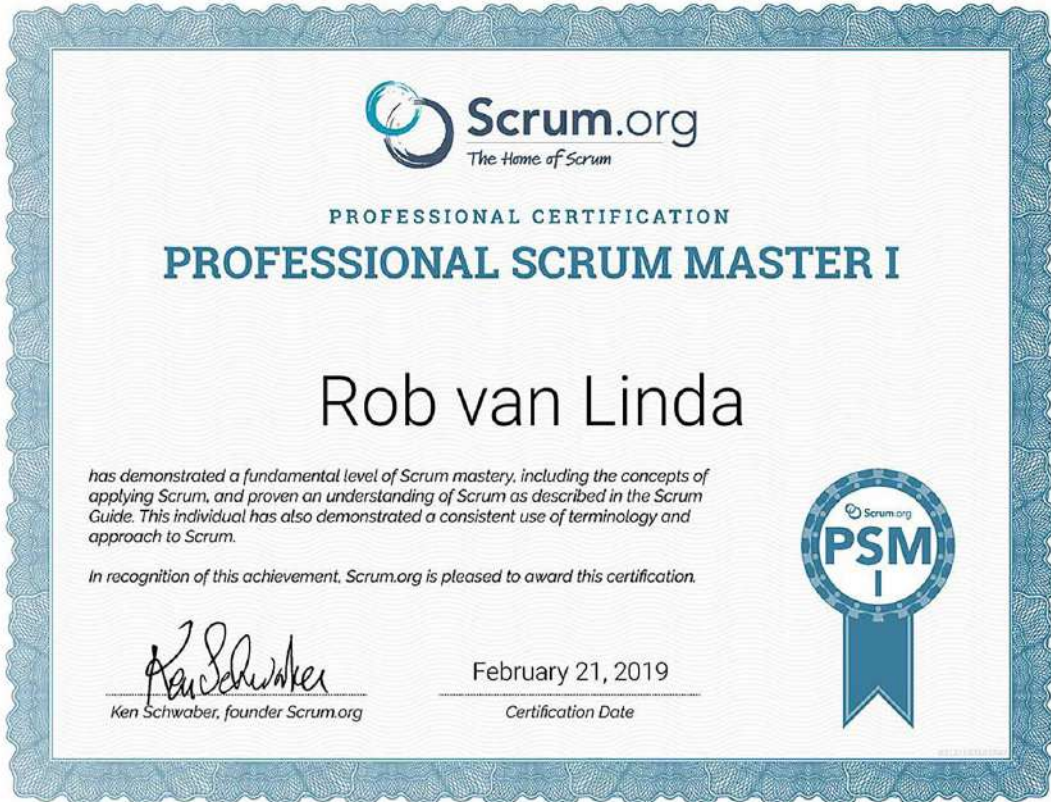 Scrum.org
The Home of Scrum
PROFESSIONAL CERTIFICATION
PROFESSIONAL SCRUM MASTER I
Rob van Linda
has demonstrated a fundamental level of Scrum mastery, including the concepts of
applying Scrum, and proven an understanding of Scrum as described in the Scrum
Guide. This individual has also demonstrated a consistent use of terminology and
approach to Scrum.
In recognition of this achievement, Scrum.org is pleased to award this certification.
Scrum.org
PSM
I
Ken Schwaber
February 21, 2019
Ken Schwaber, founder Scrum.org
Certification Date